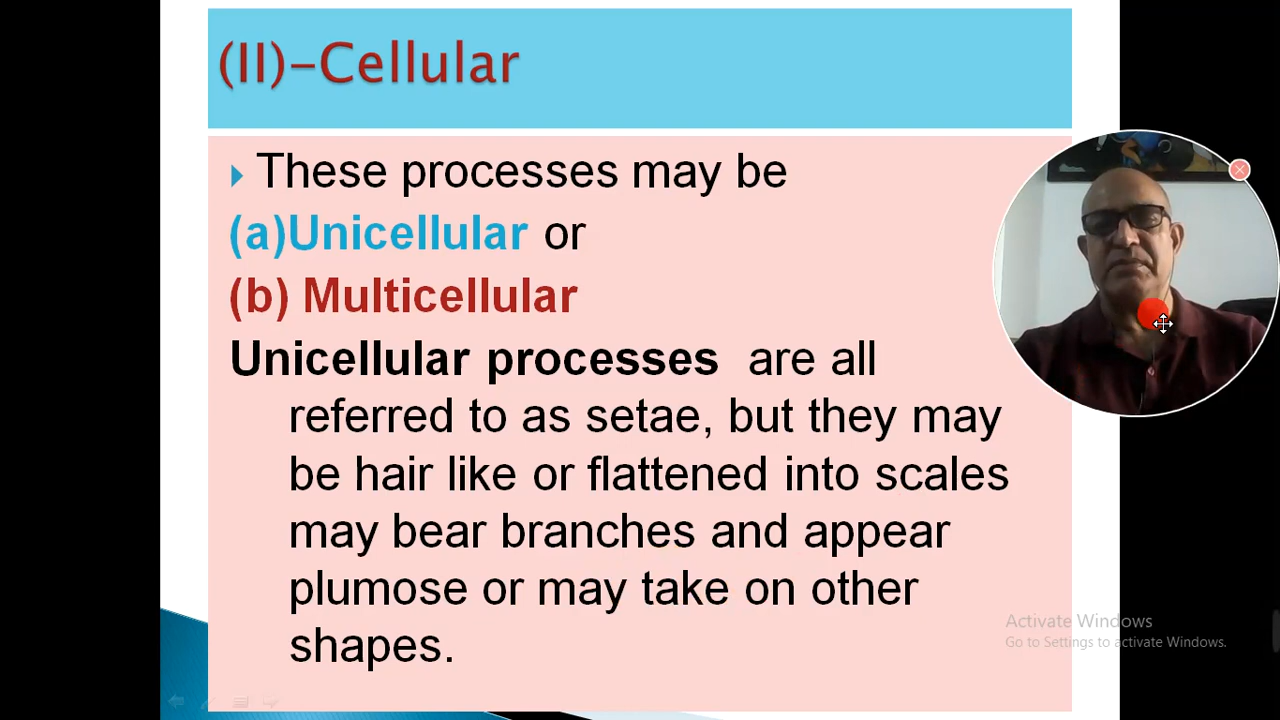 (II)-Cellular
These processes may be
(a)Unicellular or
(b) Multicellular
Unicellular processes are all
referred to as setae, but they may
be hair like or flattened into scales
may bear branches and appear
plumose or may take on other
shapes.
Activate Windows
Go to Settings to activate Windows.